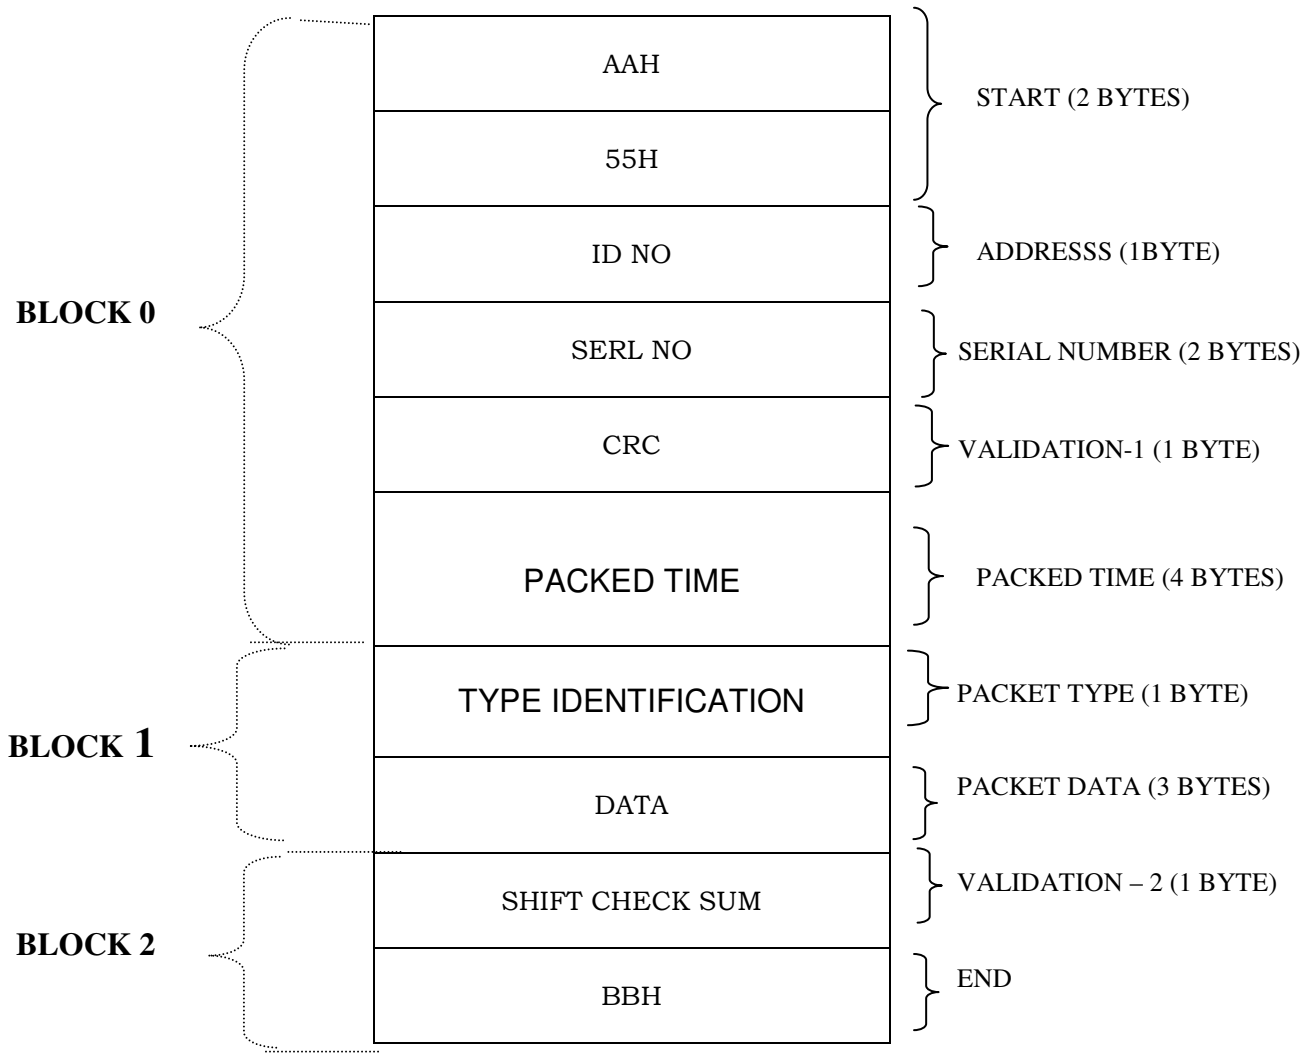 AAH
START (2 BYTES)
55H
ID NO
ADDRESSS (1BYTE)
BLOCK 0
SERL NO
SERIAL NUMBER (2 BYTES)
CRC
VALIDATION-1 (1 BYTE)
PACKED TIME
PACKED TIME (4 BYTES)
TYPE IDENTIFICATION
PACKET TYPE (1 BYTE)
BLOCK 1
DATA
PACKET DATA (3 BYTES)
SHIFT CHECK SUM
VALIDATION – 2 (1 BYTE)
BLOCK 2
BBH
END